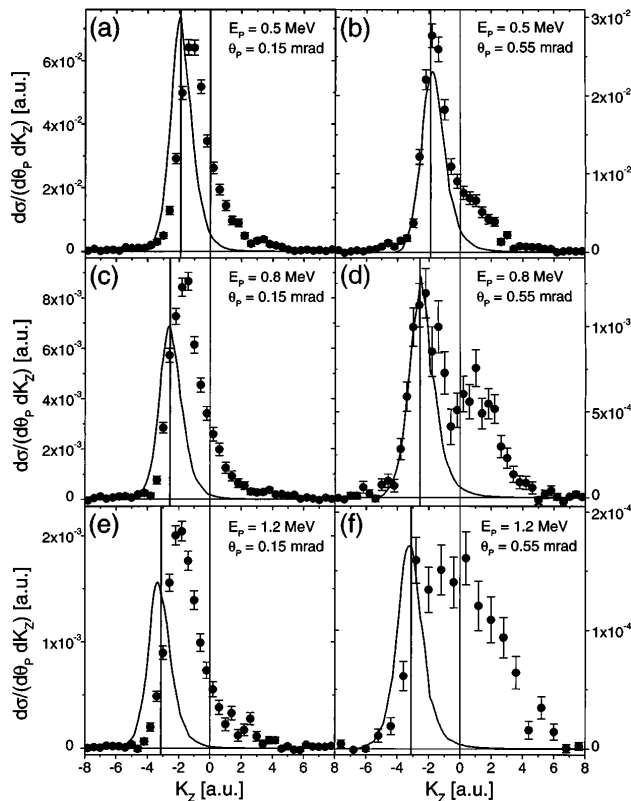 (a) E_P = 0.5 MeV
θ_P = 0.15 mrad
(b) E_P = 0.5 MeV
θ_P = 0.55 mrad
dσ/(dθ_P dK_Z) [a.u.]
6x10⁻²
4x10⁻²
2x10⁻²
0
3x10⁻²
2x10⁻²
1x10⁻²
0
(c) E_P = 0.8 MeV
θ_P = 0.15 mrad
(d) E_P = 0.8 MeV
θ_P = 0.55 mrad
dσ/(dθ_P dK_Z) [a.u.]
8x10⁻³
6x10⁻³
4x10⁻³
2x10⁻³
0
1x10⁻³
5x10⁻⁴
0
(e) E_P = 1.2 MeV
θ_P = 0.15 mrad
(f) E_P = 1.2 MeV
θ_P = 0.55 mrad
dσ/(dθ_P dK_Z) [a.u.]
2x10⁻³
1x10⁻³
0
2x10⁻⁴
1x10⁻⁴
0
-8 -6 -4 -2 0 2 4 6 8
-6 -4 -2 0 2 4 6 8
K_Z [a.u.]
K_Z [a.u.]